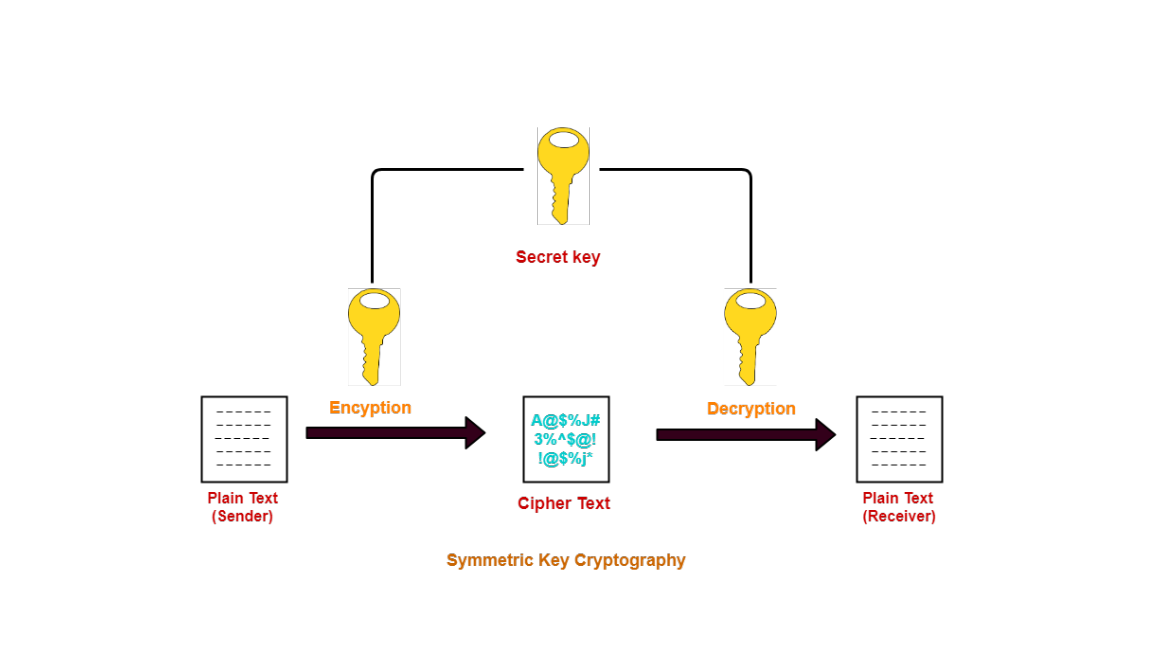 Secret key
Encyption
Decryption
A@$%J#
3%^$@!
!@$%j*
Plain Text
(Sender)
Cipher Text
Plain Text
(Receiver)
Symmetric Key Cryptography